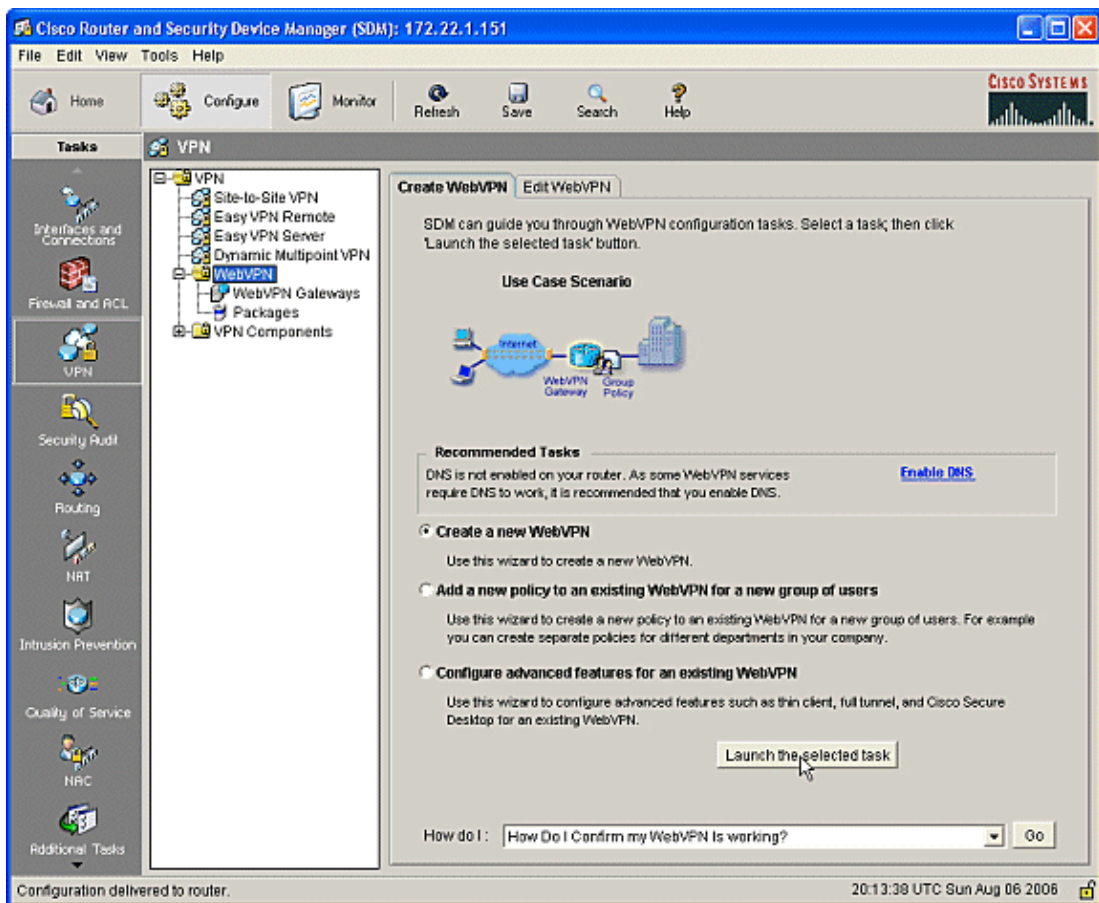 Cisco Router and Security Device Manager (SDM): 172.22.1.151
File Edit View Tools Help
Home
Configure
Monitor
Refresh
Save
Search
Help
CISCO SYSTEMS
Tasks
VPN
Interfaces and
Connections
Firewall and ACL
VPN
Security Audit
Routing
NAT
Intrusion Prevention
Quality of Service
NAC
Additional Tasks
VPN
Site-to-Site VPN
Easy VPN Remote
Easy VPN Server
Dynamic Multipoint VPN
WebVPN
WebVPN Gateways
Packages
VPN Components
Create WebVPN
Edit WebVPN
SDM can guide you through WebVPN configuration tasks. Select a task; then click
'Launch the selected task' button.
Use Case Scenario
Internet
WebVPN
Gateway
Group
Policy
Recommended Tasks
DNS is not enabled on your router. As some WebVPN services
require DNS to work, it is recommended that you enable DNS.
Enable DNS
Create a new WebVPN
Use this wizard to create a new WebVPN.
Add a new policy to an existing WebVPN for a new group of users
Use this wizard to create a new policy to an existing WebVPN for a new group of users. For example
you can create separate policies for different departments in your company.
Configure advanced features for an existing WebVPN
Use this wizard to configure advanced features such as thin client, full tunnel, and Cisco Secure
Desktop for an existing WebVPN.
Launch the selected task
How do I :
How Do I Confirm my WebVPN Is working?
Go
Configuration delivered to router.
20:13:38 UTC Sun Aug 06 2006